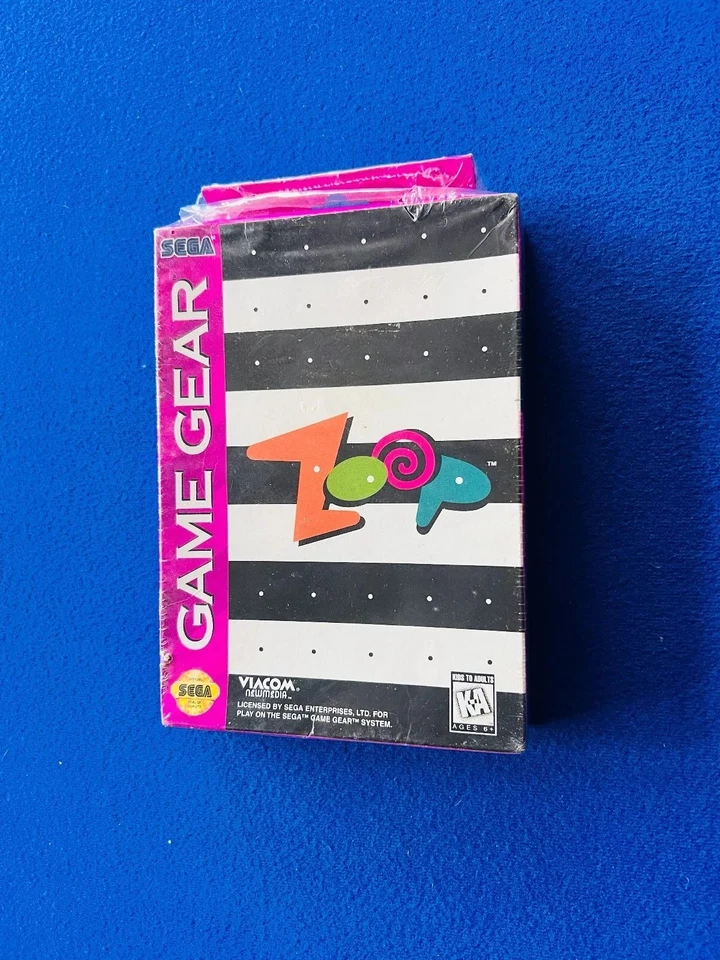 SEGA
GAME GEAR
ZOOP™
SEGA
VIACOM®
newmedia™
LICENSED BY SEGA ENTERPRISES, LTD. FOR
PLAY ON THE SEGA™ GAME GEAR™ SYSTEM.
KIDS TO ADULTS
K-A
AGES 6+